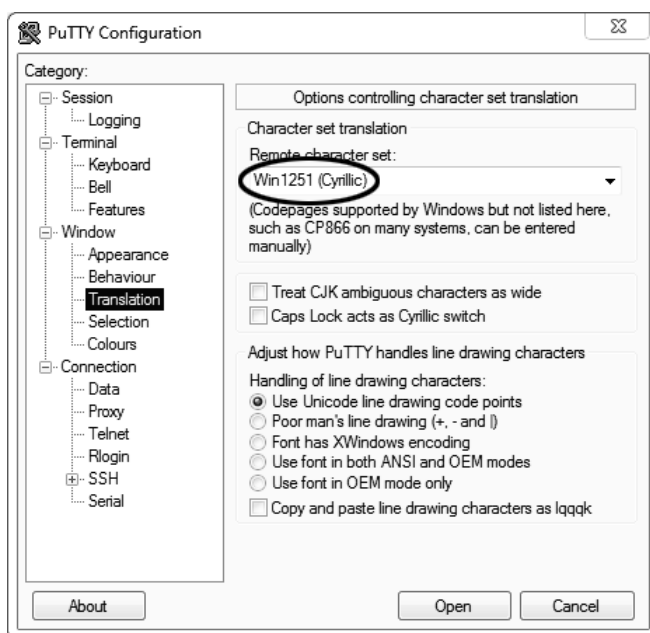 PuTTY Configuration
Category:
Session
Logging
Terminal
Keyboard
Bell
Features
Window
Appearance
Behaviour
Translation
Selection
Colours
Connection
Data
Proxy
Telnet
Rlogin
SSH
Serial
Options controlling character set translation
Character set translation
Remote character set:
Win1251 (Cyrillic)
(Codepages supported by Windows but not listed here,
such as CP866 on many systems, can be entered
manually)
Treat CJK ambiguous characters as wide
Caps Lock acts as Cyrillic switch
Adjust how PuTTY handles line drawing characters
Handling of line drawing characters:
Use Unicode line drawing code points
Poor man's line drawing (+, - and |)
Font has XWindows encoding
Use font in both ANSI and OEM modes
Use font in OEM mode only
Copy and paste line drawing characters as lqqqk
About
Open
Cancel